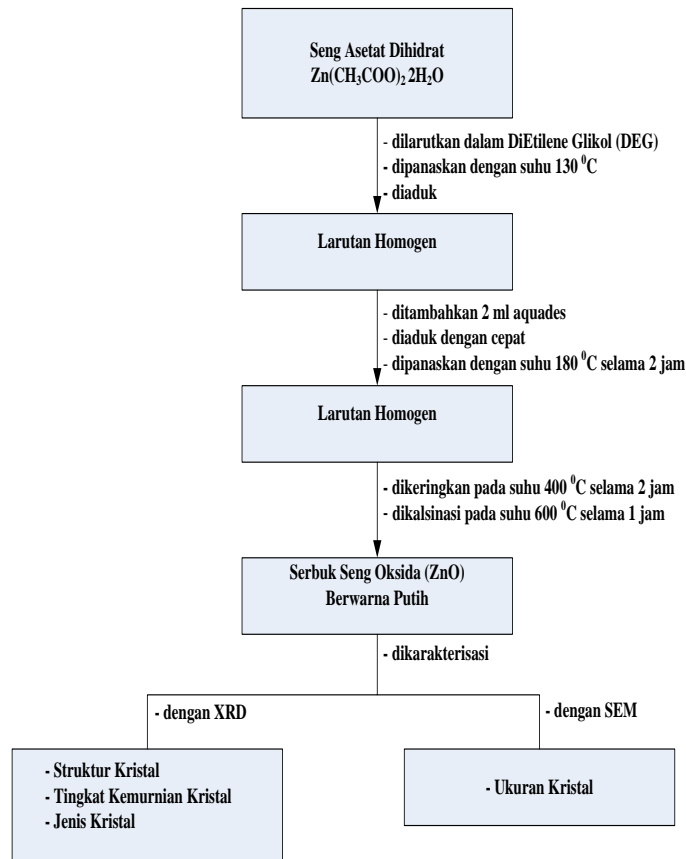 Seng Asetat Dihidrat
Zn(CH₃COO)₂ 2H₂O
- dilarutkan dalam DiEtilene Glikol (DEG)
- dipanaskan dengan suhu 130 ⁰C
- diaduk
Larutan Homogen
- ditambahkan 2 ml aquades
- diaduk dengan cepat
- dipanaskan dengan suhu 180 ⁰C selama 2 jam
Larutan Homogen
- dikeringkan pada suhu 400 ⁰C selama 2 jam
- dikalsinasi pada suhu 600 ⁰C selama 1 jam
Serbuk Seng Oksida (ZnO)
Berwarna Putih
- dikarakterisasi
- dengan XRD
- dengan SEM
- Struktur Kristal
- Tingkat Kemurnian Kristal
- Jenis Kristal
- Ukuran Kristal